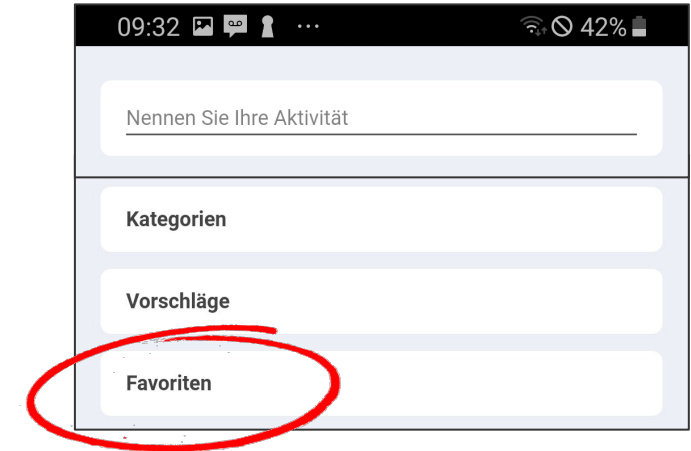 09:32 ... 42%
Nennen Sie Ihre Aktivität
Kategorien
Vorschläge
Favoriten